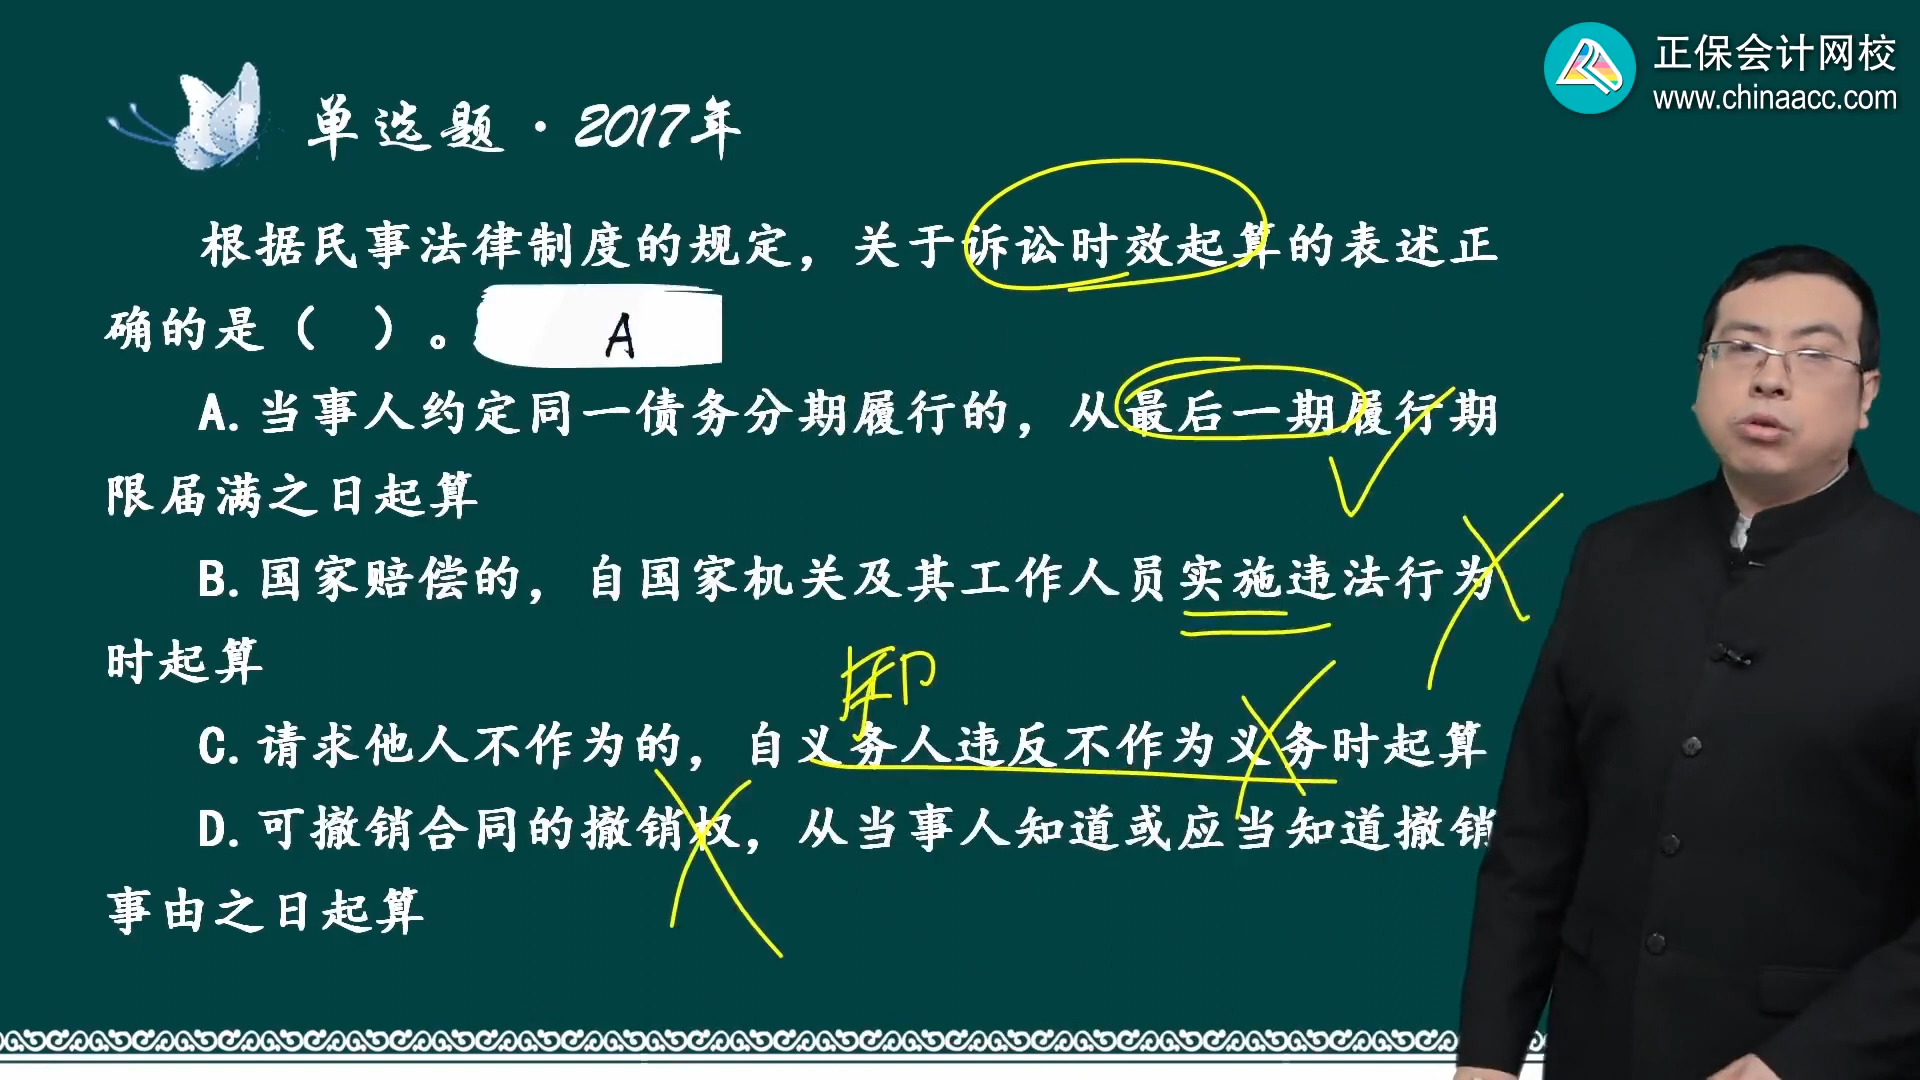 正保会计网校
www.chinaacc.com
单选题·2017年
根据民事法律制度的规定，关于诉讼时效起算的表述正
确的是（ ）。 A
A.当事人约定同一债务分期履行的，从最后一期履行期
限届满之日起算
B.国家赔偿的，自国家机关及其工作人员实施违法行为
时起算
C.请求他人不作为的，自义务人违反不作为义务时起算
D.可撤销合同的撤销权，从当事人知道或应当知道撤销
事由之日起算